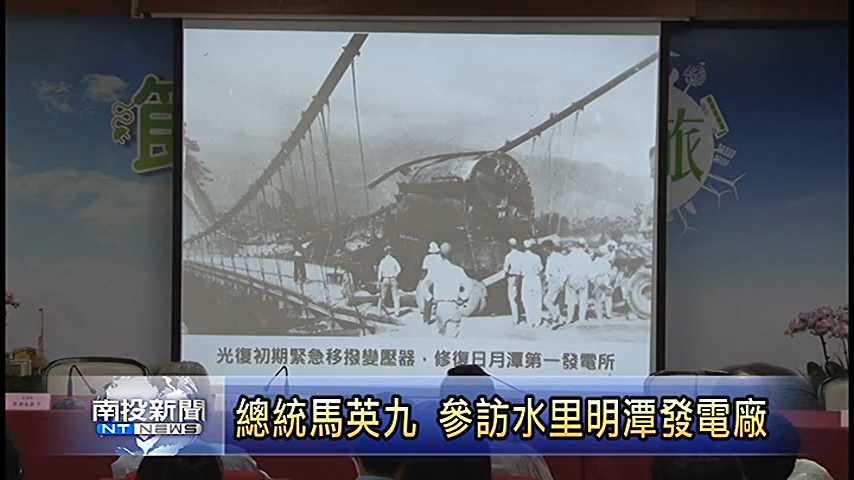 節
旅
光復初期緊急移撥變壓器，修復日月潭第一發電所
南投新聞
NT NEWS
總統馬英九 參訪水里明潭發電廠